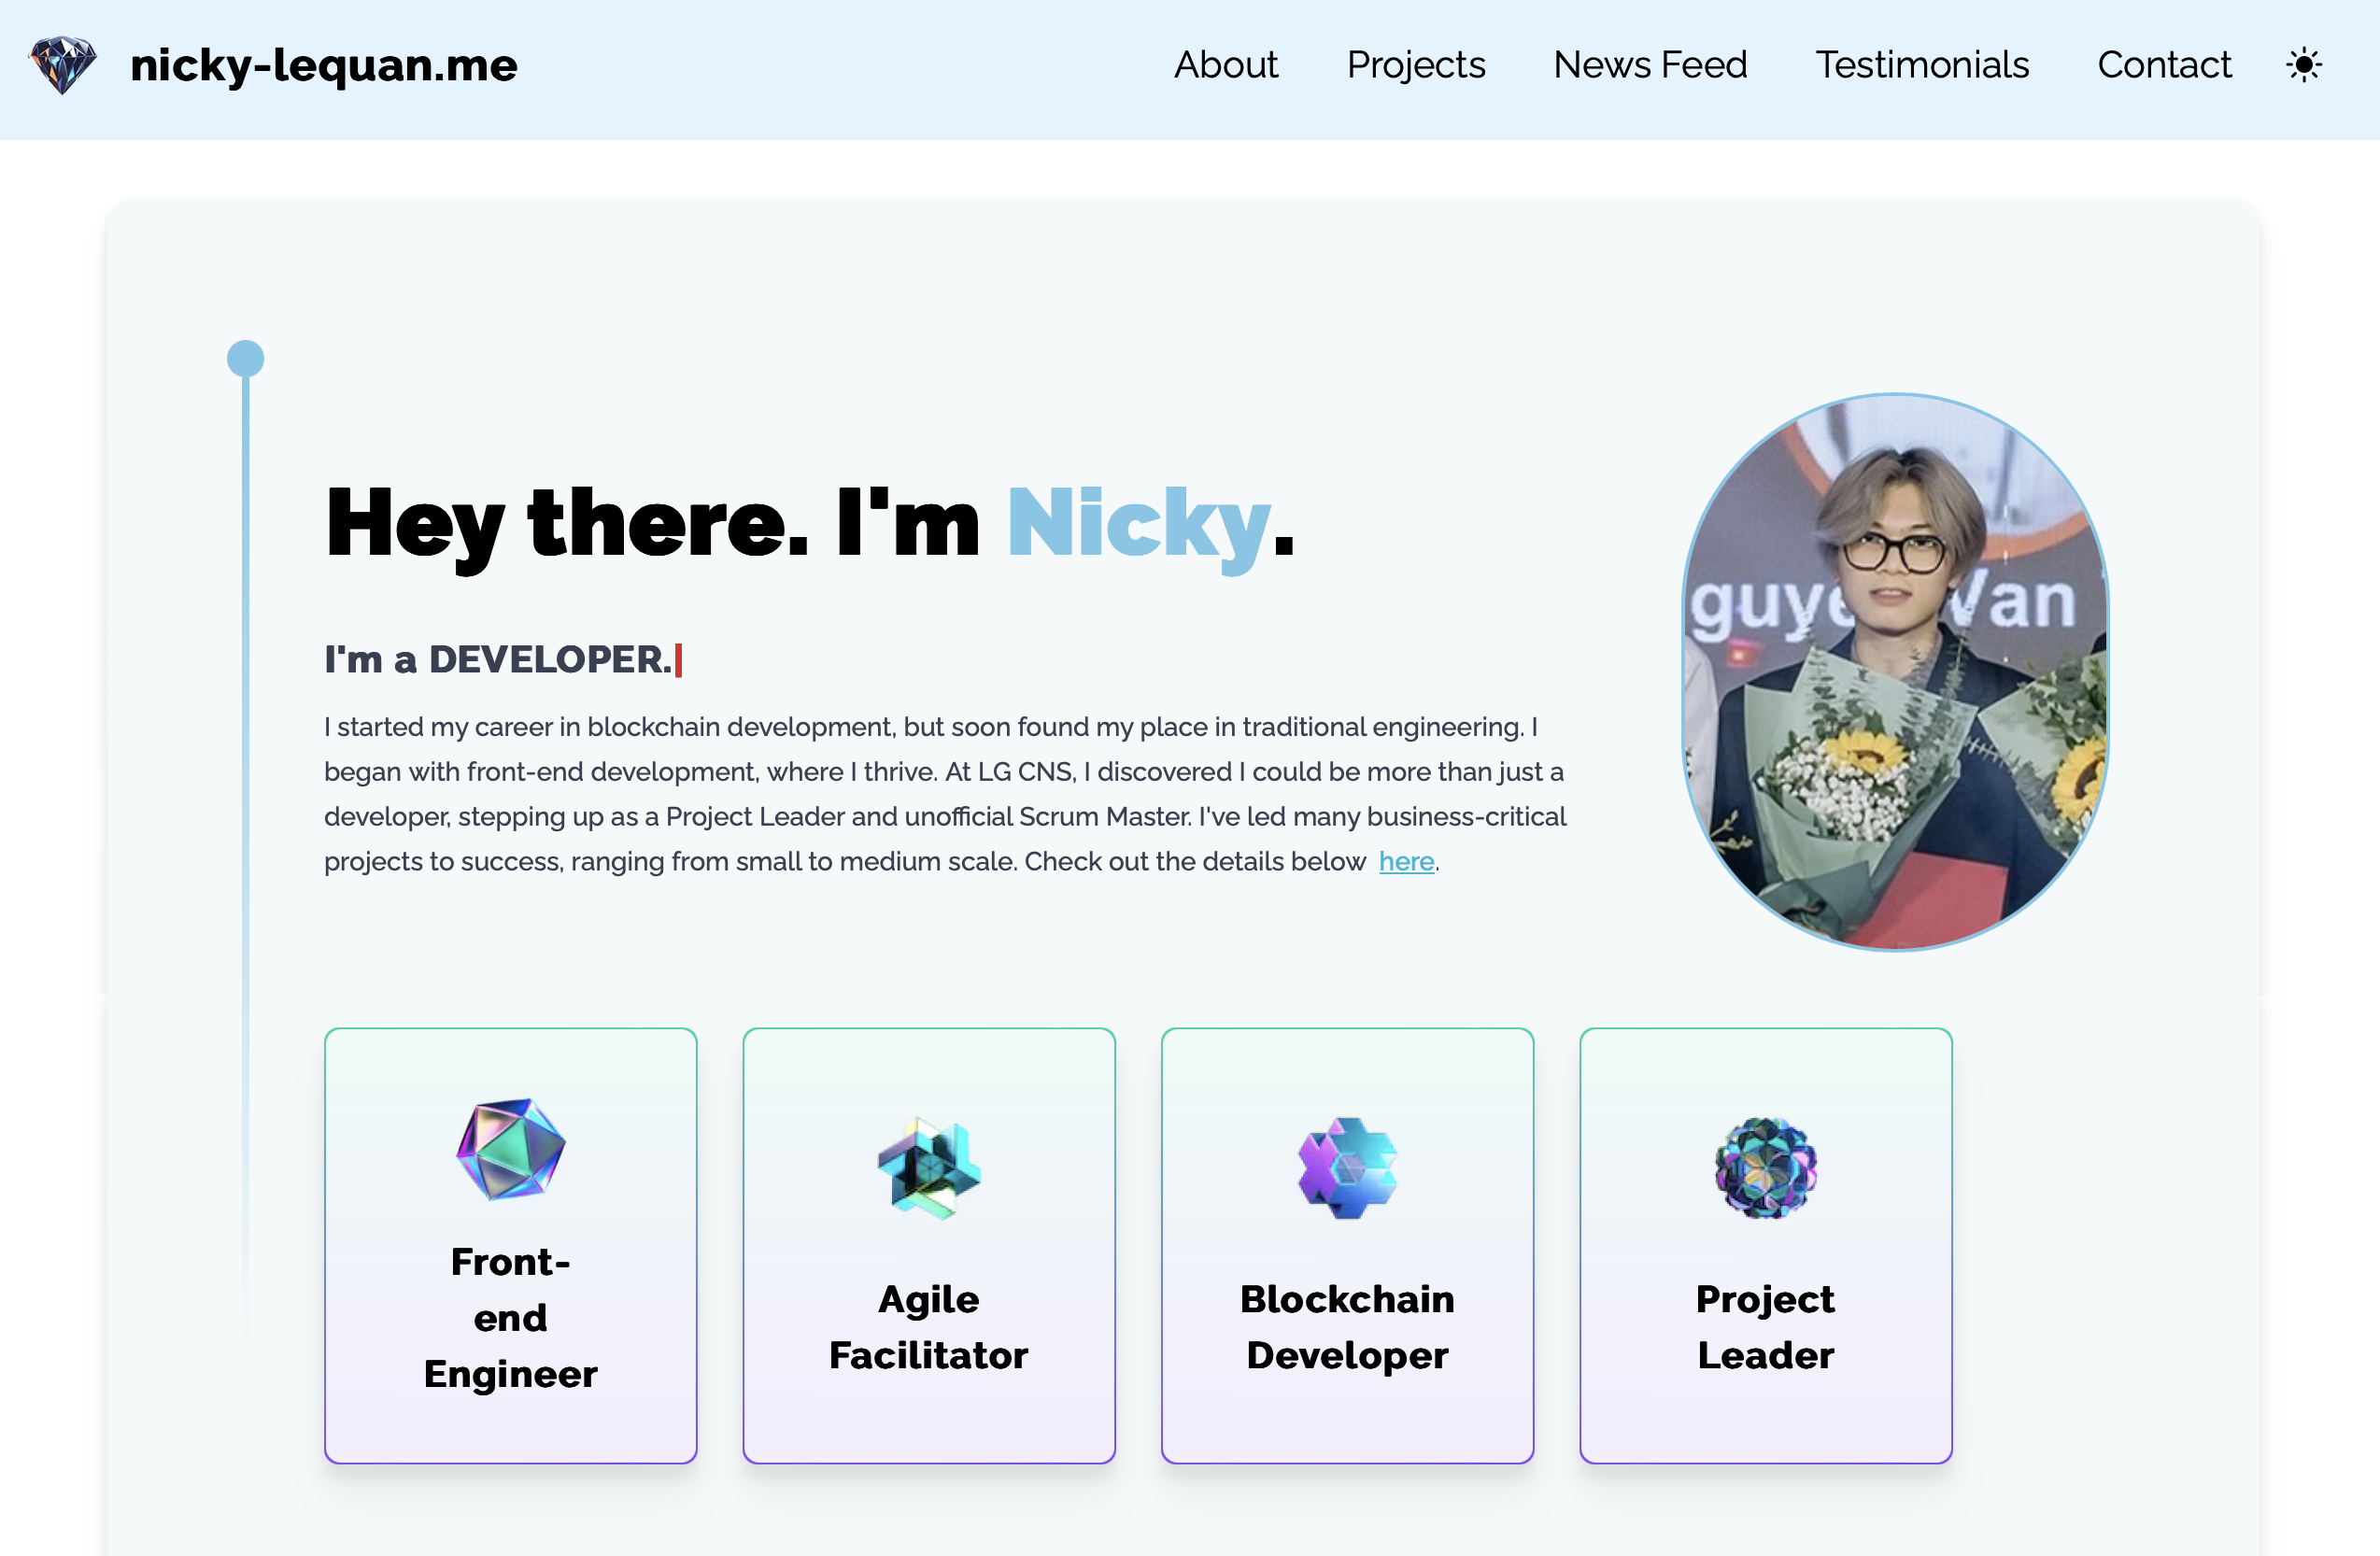 nicky-lequan.me
About
Projects
News Feed
Testimonials
Contact
Hey there. I'm Nicky.
I'm a DEVELOPER.
I started my career in blockchain development, but soon found my place in traditional engineering. I
began with front-end development, where I thrive. At LG CNS, I discovered I could be more than just a
developer, stepping up as a Project Leader and unofficial Scrum Master. I've led many business-critical
projects to success, ranging from small to medium scale. Check out the details below here.
guye
Van
Front-
end
Engineer
Agile
Facilitator
Blockchain
Developer
Project
Leader